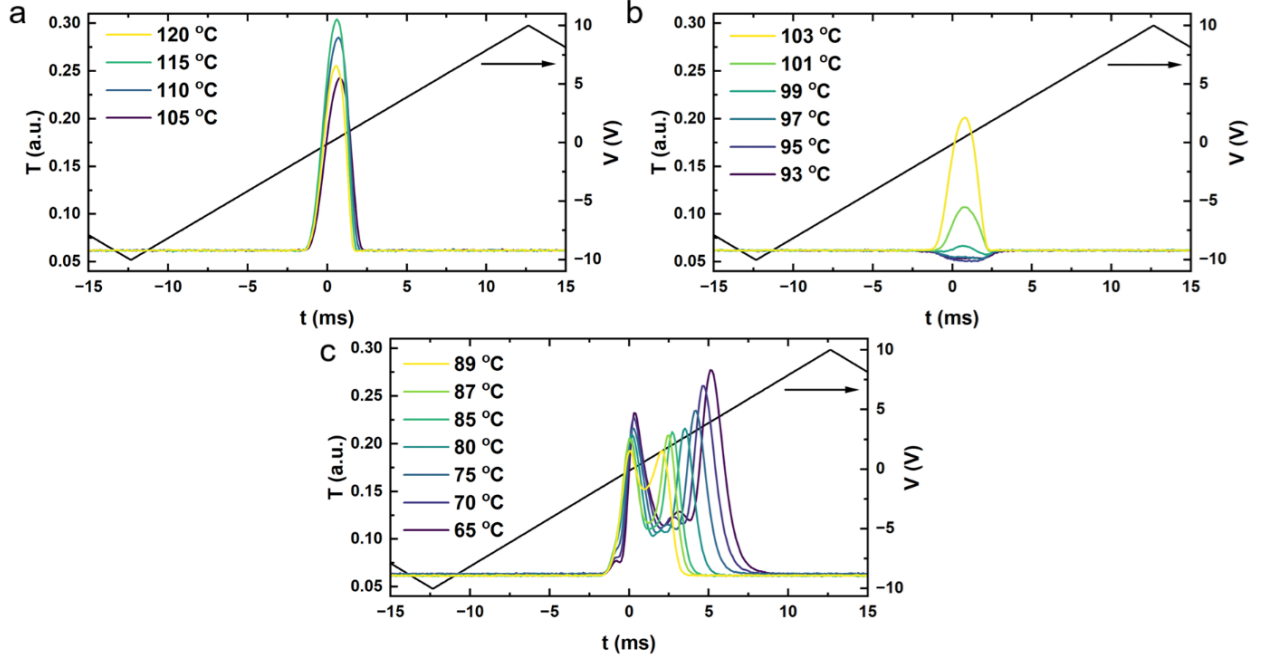 a
120 °C
115 °C
110 °C
105 °C
0.30
0.25
0.20
0.15
0.10
0.05
T (a.u.)
10
5
0
−5
−10
V (V)
−15 −10 −5 0 5 10 15
t (ms)
b
103 °C
101 °C
99 °C
97 °C
95 °C
93 °C
0.30
0.25
0.20
0.15
0.10
0.05
T (a.u.)
10
5
0
−5
−10
V (V)
−15 −10 −5 0 5 10 15
t (ms)
c
89 °C
87 °C
85 °C
80 °C
75 °C
70 °C
65 °C
0.30
0.25
0.20
0.15
0.10
0.05
T (a.u.)
10
5
0
−5
−10
V (V)
−15 −10 −5 0 5 10 15
t (ms)